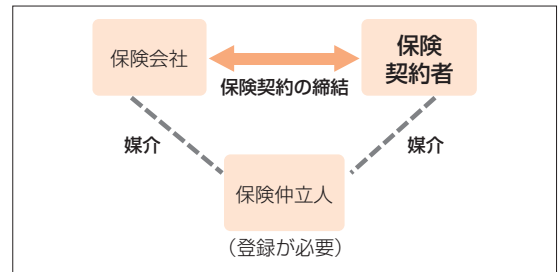 保険会社
保険
契約者
保険契約の締結
媒介
媒介
保険仲立人
（登録が必要）